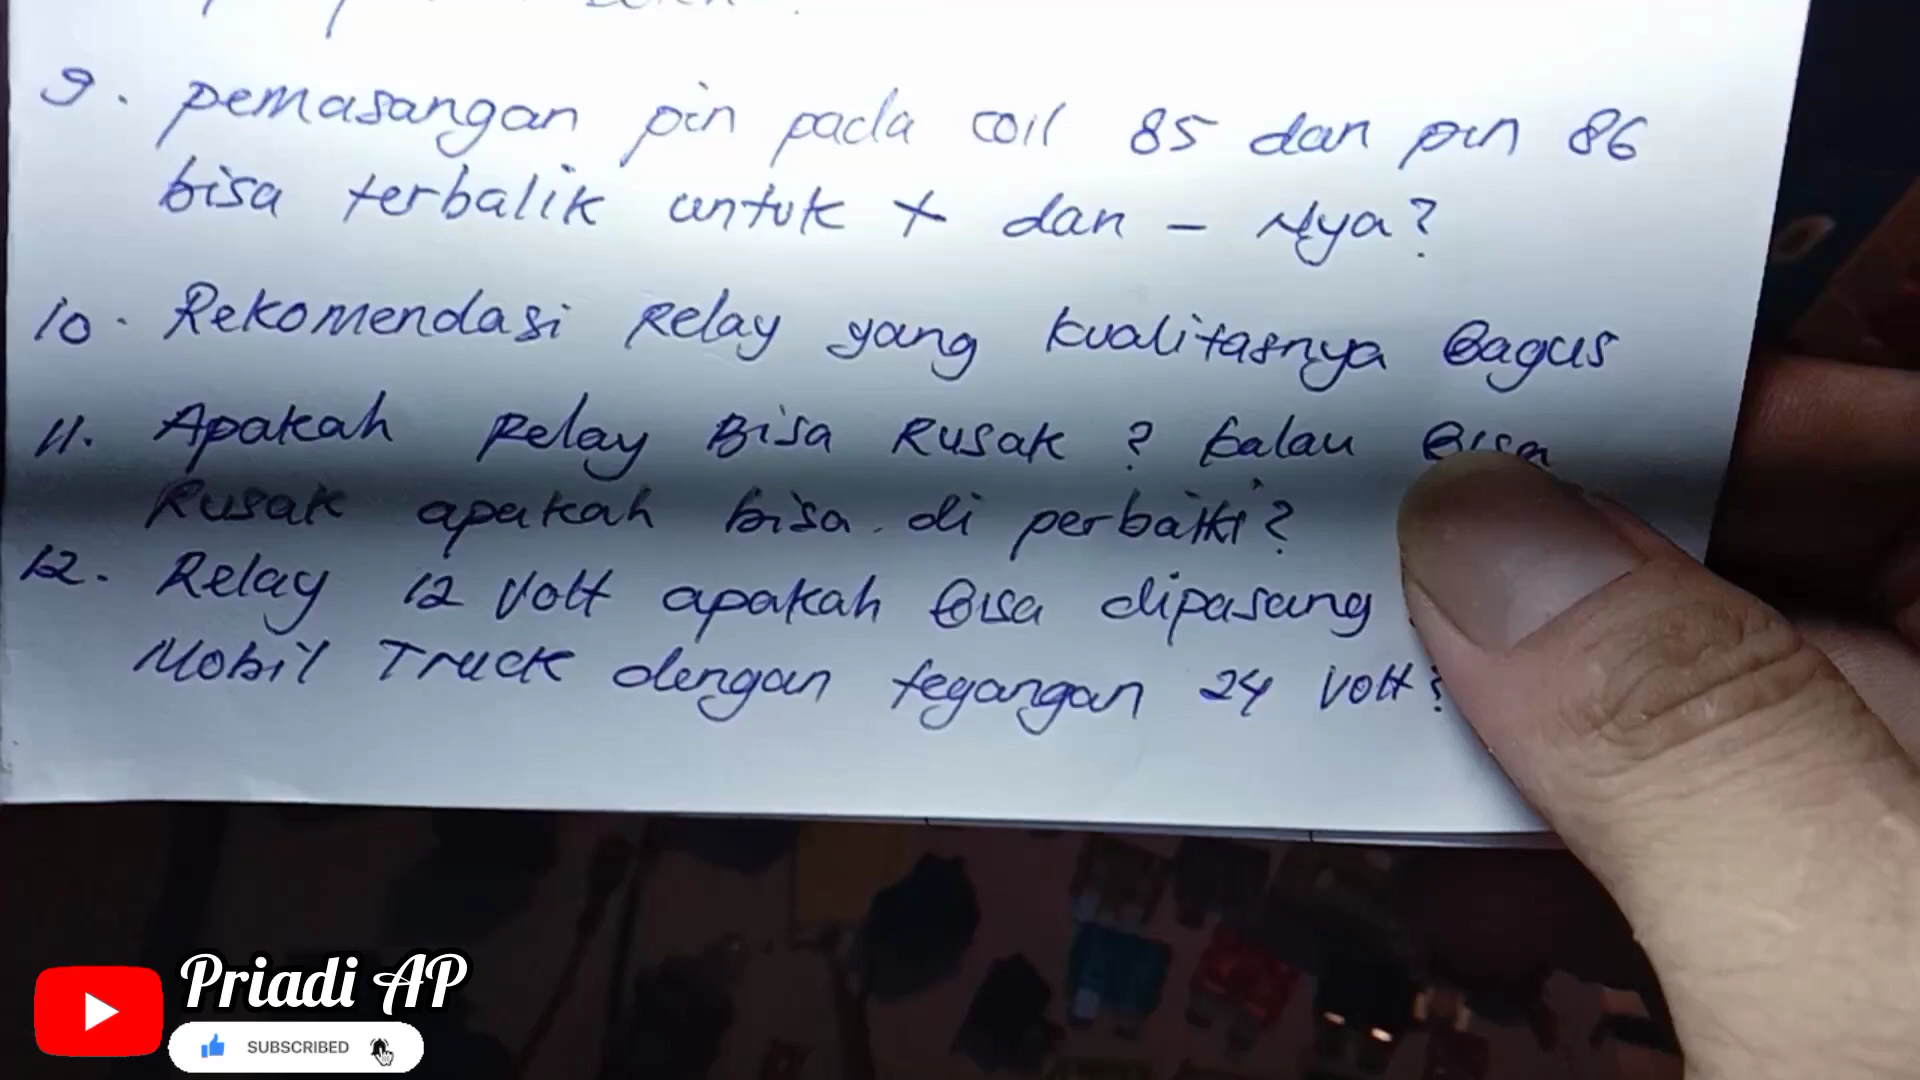 9. pemasangan pin pada coil 85 dan pin 86
bisa terbalik untuk + dan - Nya?
10. Rekomendasi Relay yang kualitasnya Bagus
11. Apakah Relay Bisa Rusak ? kalau Bisa
Rusak apakah bisa di perbaiki?
12. Relay 12 Volt apakah Bisa dipasang
Mobil Truck dengan tegangan 24 Volt?
Priadi AP
SUBSCRIBED